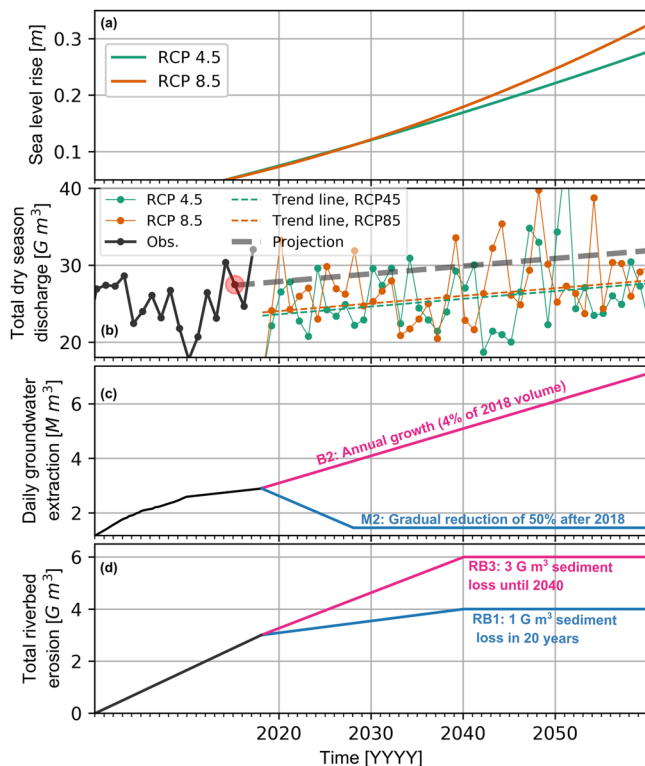 (a)
Sea level rise [m]
0.3
0.2
0.1
RCP 4.5
RCP 8.5
Total dry season
discharge [G m³]
40
30
20
RCP 4.5
RCP 8.5
Obs.
Trend line, RCP45
Trend line, RCP85
Projection
(b)
Daily groundwater
extraction [M m³]
6
4
2
(c)
B2: Annual growth (4% of 2018 volume)
M2: Gradual reduction of 50% after 2018
Total riverbed
erosion [G m³]
6
4
2
0
(d)
RB3: 3 G m³ sediment
loss until 2040
RB1: 1 G m³ sediment
loss in 20 years
2020
2030
2040
2050
Time [YYYY]